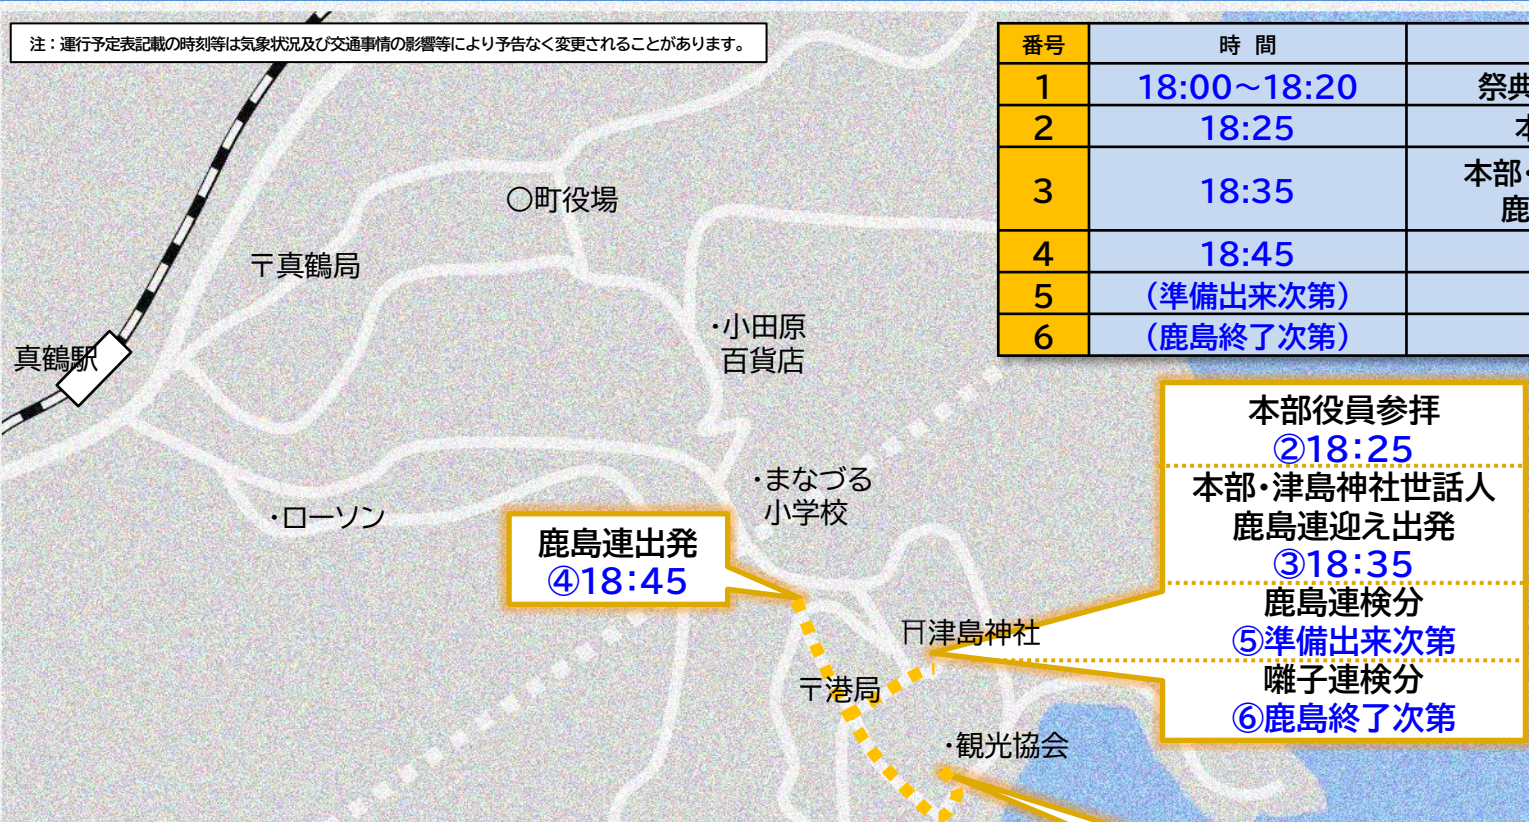 注：運行予定表記載の時刻等は気象状況及び交通事情の影響等により予告なく変更されることがあります。
番号 時 間
1 18:00～18:20 祭典
2 18:25
3 18:35 本部・
鹿
4 18:45
5 （準備出来次第）
6 （鹿島終了次第）
〇町役場
〒真鶴局
真鶴駅
・小田原
百貨店
・まなづる
小学校
・ローソン
鹿島連出発
④18：45
本部役員参拝
②18：25
本部・津島神社世話人
鹿島連迎え出発
③18：35
鹿島連検分
⑤準備出来次第
囃子連検分
⑥鹿島終了次第
津島神社
〒港局
・観光協会